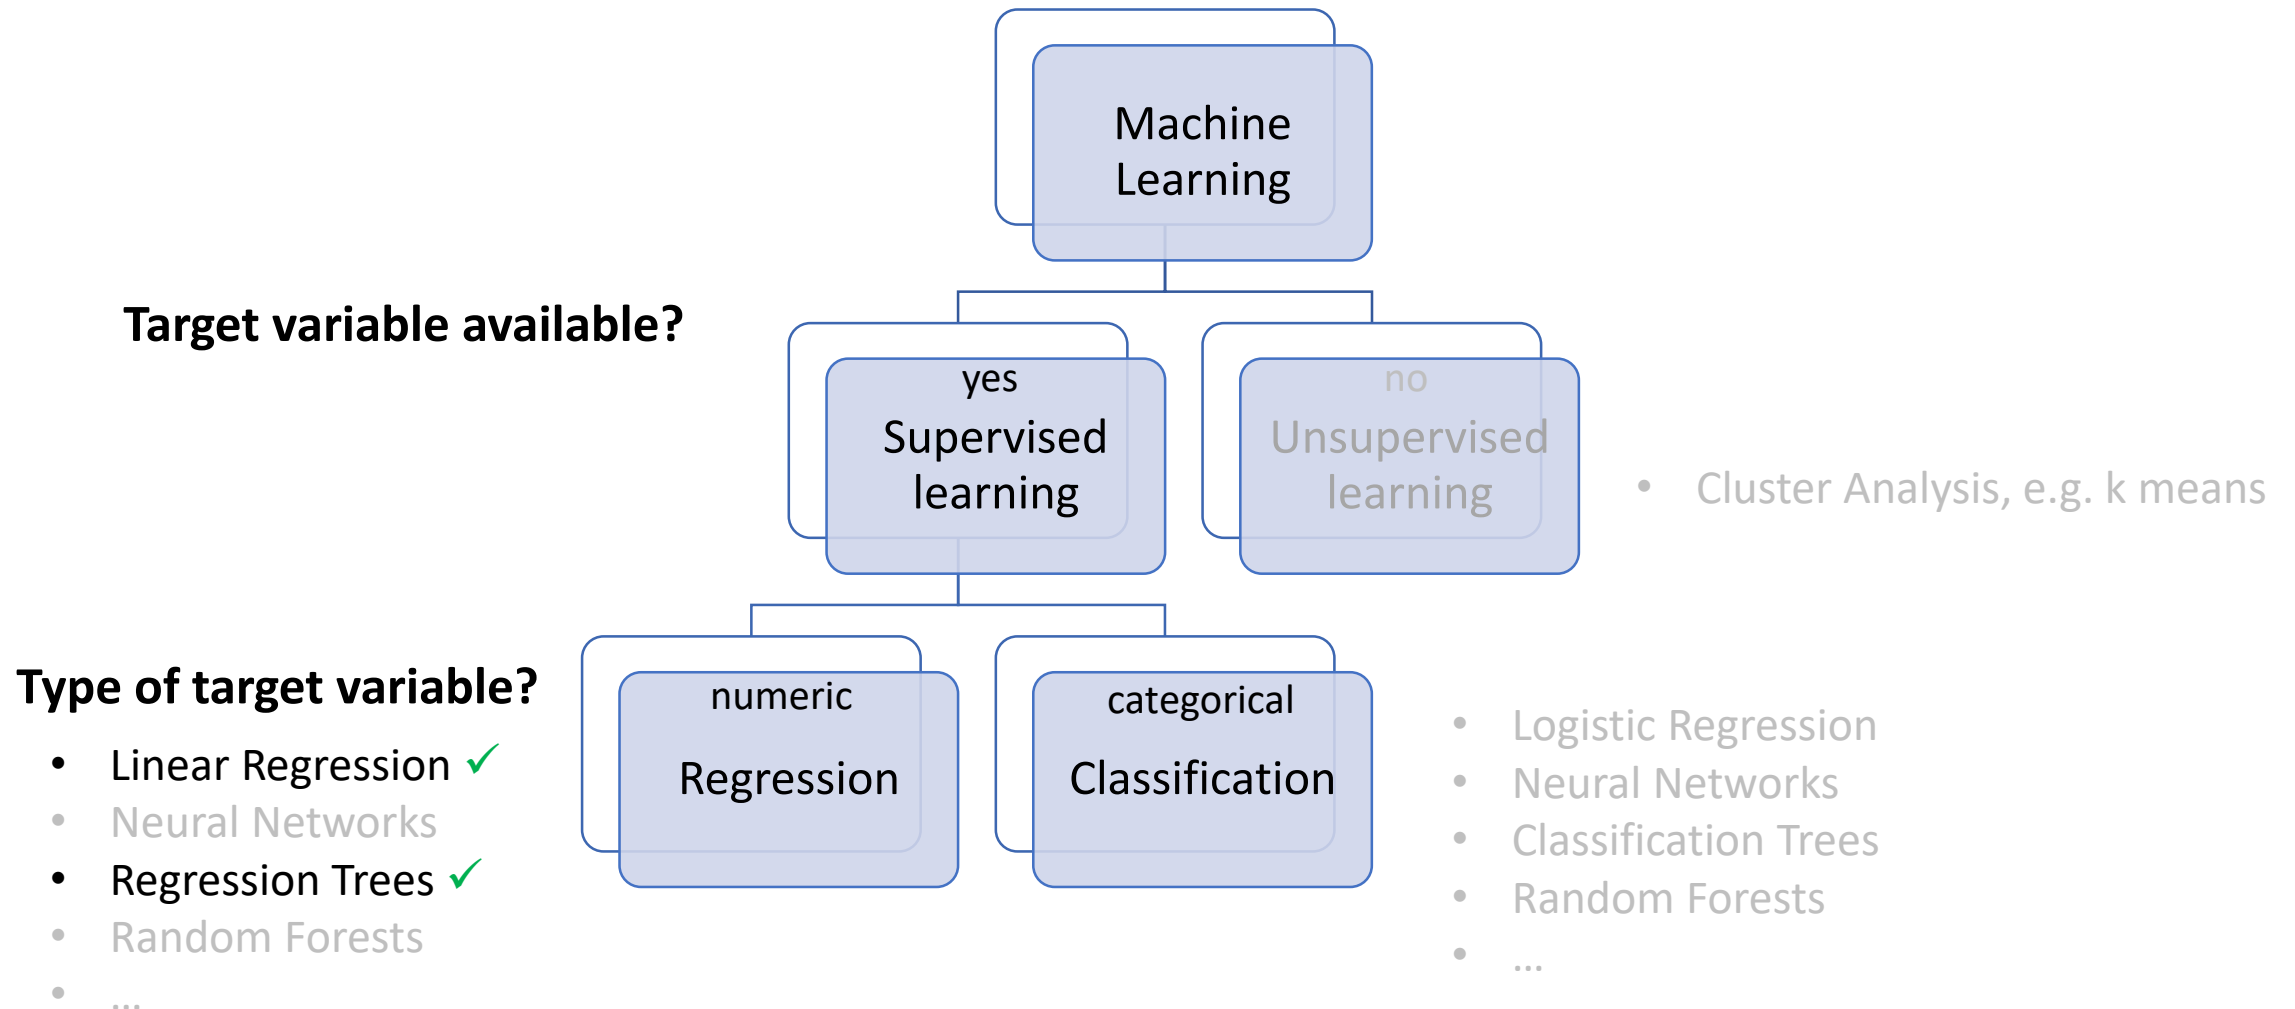 Machine
Learning
Target variable available?
yes
Supervised
learning
no
Unsupervised
learning
• Cluster Analysis, e.g. k means
Type of target variable?
• Linear Regression ✓
• Neural Networks
• Regression Trees ✓
• Random Forests
• ...
numeric
Regression
categorical
Classification
• Logistic Regression
• Neural Networks
• Classification Trees
• Random Forests
• ...